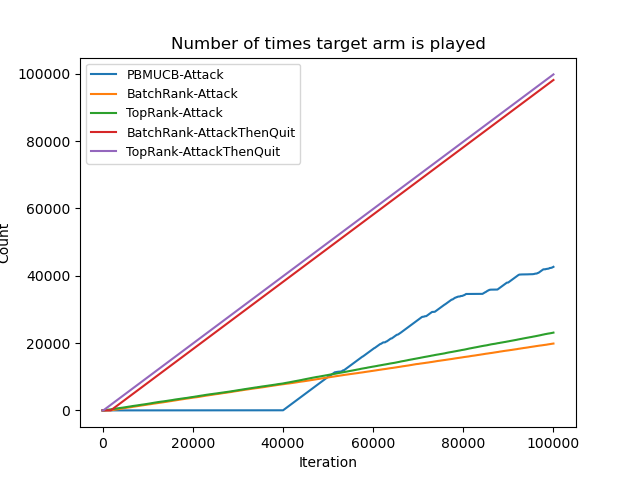 Number of times target arm is played
100000
80000
60000
40000
20000
0
Count
PBMUCB-Attack
BatchRank-Attack
TopRank-Attack
BatchRank-AttackThenQuit
TopRank-AttackThenQuit
0 20000 40000 60000 80000 100000
Iteration